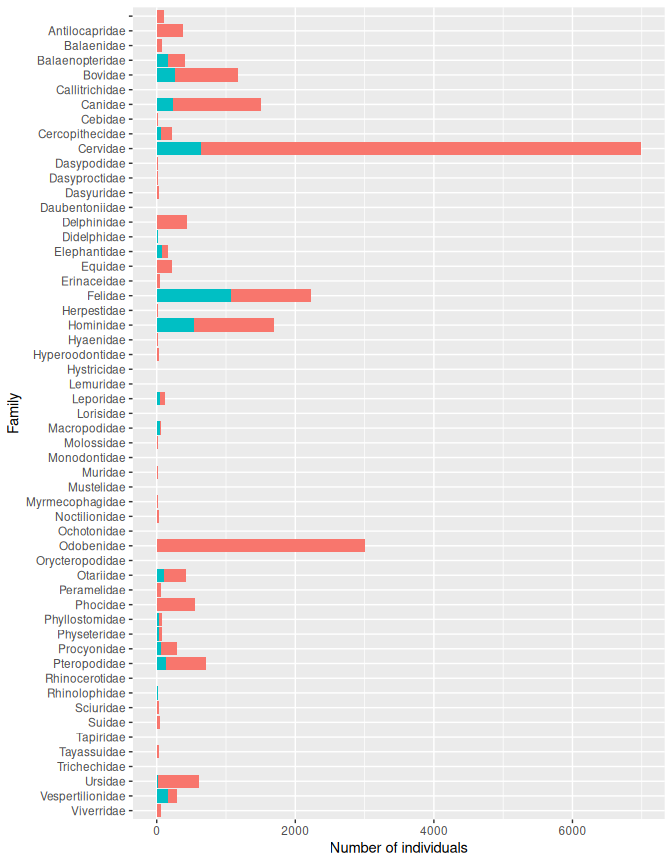 Antilocapridae
Balaenidae
Balaenopteridae
Bovidae
Callitrichidae
Canidae
Cebidae
Cercopithecidae
Cervidae
Dasypodidae
Dasyproctidae
Dasyuridae
Daubentoniidae
Delphinidae
Didelphidae
Elephantidae
Equidae
Erinaceidae
Felidae
Herpestidae
Hominidae
Hyaenidae
Hyperoodontidae
Hystricidae
Lemuridae
Leporidae
Lorisidae
Macropodidae
Molossidae
Monodontidae
Muridae
Mustelidae
Myrmecophagidae
Noctilionidae
Ochotonidae
Odobenidae
Orycteropodidae
Otariidae
Peramelidae
Phocidae
Phyllostomidae
Physeteridae
Procyonidae
Pteropodidae
Rhinocerotidae
Rhinolophidae
Sciuridae
Suidae
Tapiridae
Tayassuidae
Trichechidae
Ursidae
Vespertilionidae
Viverridae
Family
0 2000 4000 6000
Number of individuals